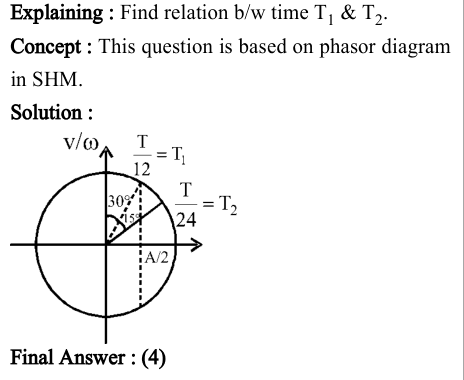 Explaining : Find relation b/w time T₁ & T₂.
Concept : This question is based on phasor diagram
in SHM.
Solution :
v/ω
T/12 = T₁
30°
15°
T/24 = T₂
A/2
Final Answer : (4)